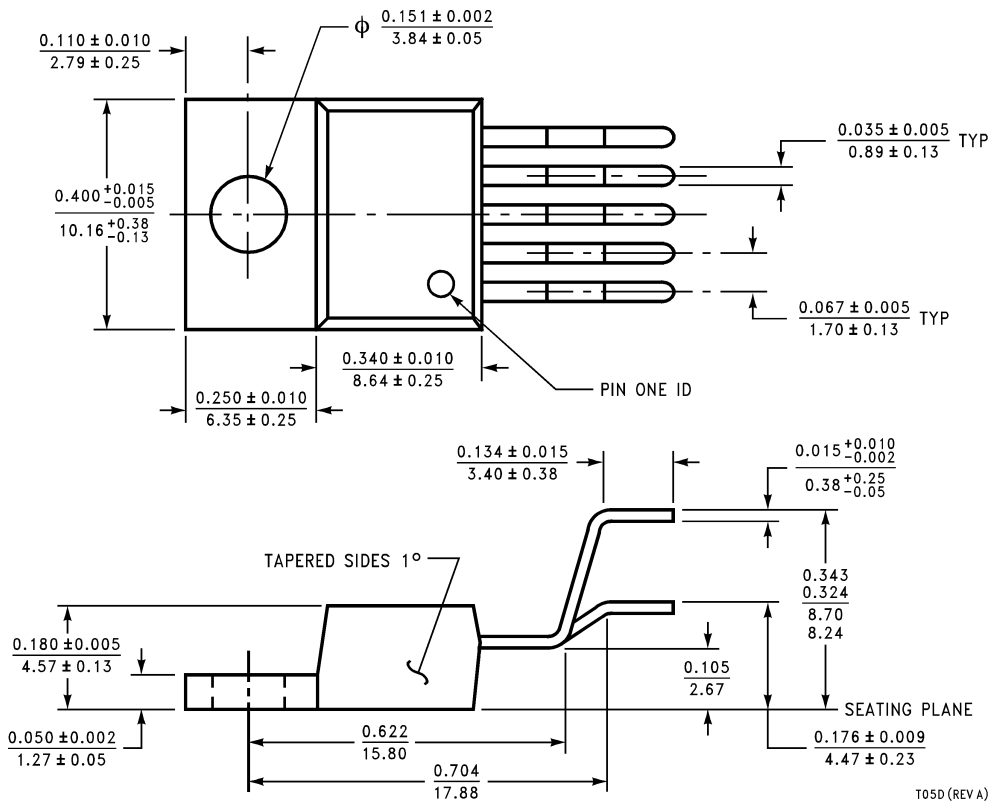 ϕ 0.151 ± 0.002
3.84 ± 0.05
0.110 ± 0.010
2.79 ± 0.25
0.035 ± 0.005 TYP
0.89 ± 0.13
0.400 +0.015 -0.005
10.16 +0.38 -0.13
0.067 ± 0.005 TYP
1.70 ± 0.13
0.340 ± 0.010
8.64 ± 0.25
PIN ONE ID
0.250 ± 0.010
6.35 ± 0.25
0.134 ± 0.015
3.40 ± 0.38
0.015 +0.010 -0.002
0.38 +0.25 -0.05
TAPERED SIDES 1°
0.343
0.324
8.70
8.24
0.180 ± 0.005
4.57 ± 0.13
0.105
2.67
SEATING PLANE
0.050 ± 0.002
1.27 ± 0.05
0.622
15.80
0.176 ± 0.009
4.47 ± 0.23
0.704
17.88
T05D (REV A)